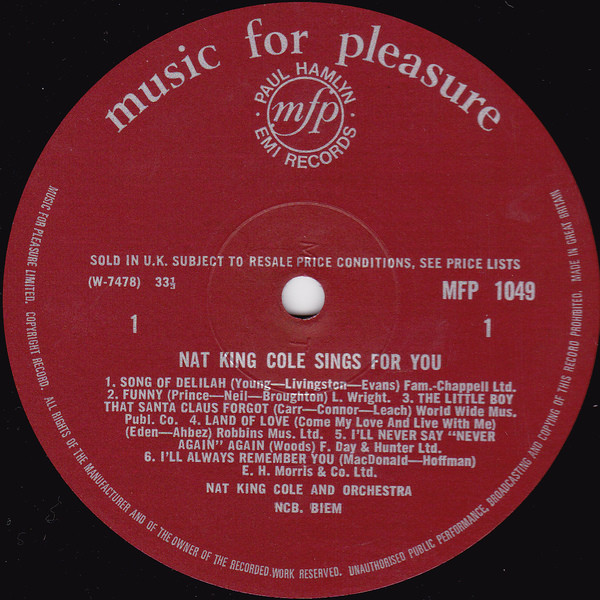 music for pleasure
PAUL HAMLYN
mfp
EMI RECORDS
SOLD IN U.K. SUBJECT TO RESALE PRICE CONDITIONS, SEE PRICE LISTS
(W-7478) 33⅓
MFP 1049
1
1
NAT KING COLE SINGS FOR YOU
1. SONG OF DELILAH (Young—Livingston—Evans) Fam.-Chappell Ltd.
2. FUNNY (Prince—Neil—Broughton) L. Wright. 3. THE LITTLE BOY
THAT SANTA CLAUS FORGOT (Carr—Connor—Leach) World Wide Mus.
Publ. Co. 4. LAND OF LOVE (Come My Love And Live With Me)
(Eden—Ahbez) Robbins Mus. Ltd. 5. I'LL NEVER SAY "NEVER
AGAIN" AGAIN (Woods) F. Day & Hunter Ltd.
6. I'LL ALWAYS REMEMBER YOU (MacDonald—Hoffman)
E. H. Morris & Co. Ltd.
NAT KING COLE AND ORCHESTRA
NCB. BIEM
MUSIC FOR PLEASURE LIMITED. COPYRIGHT RECORD. ALL RIGHTS OF THE MANUFACTURER AND OF THE OWNER OF THE RECORDED WORK RESERVED. UNAUTHORISED PUBLIC PERFORMANCE, BROADCASTING AND COPYING OF THIS RECORD PROHIBITED. MADE IN GREAT BRITAIN